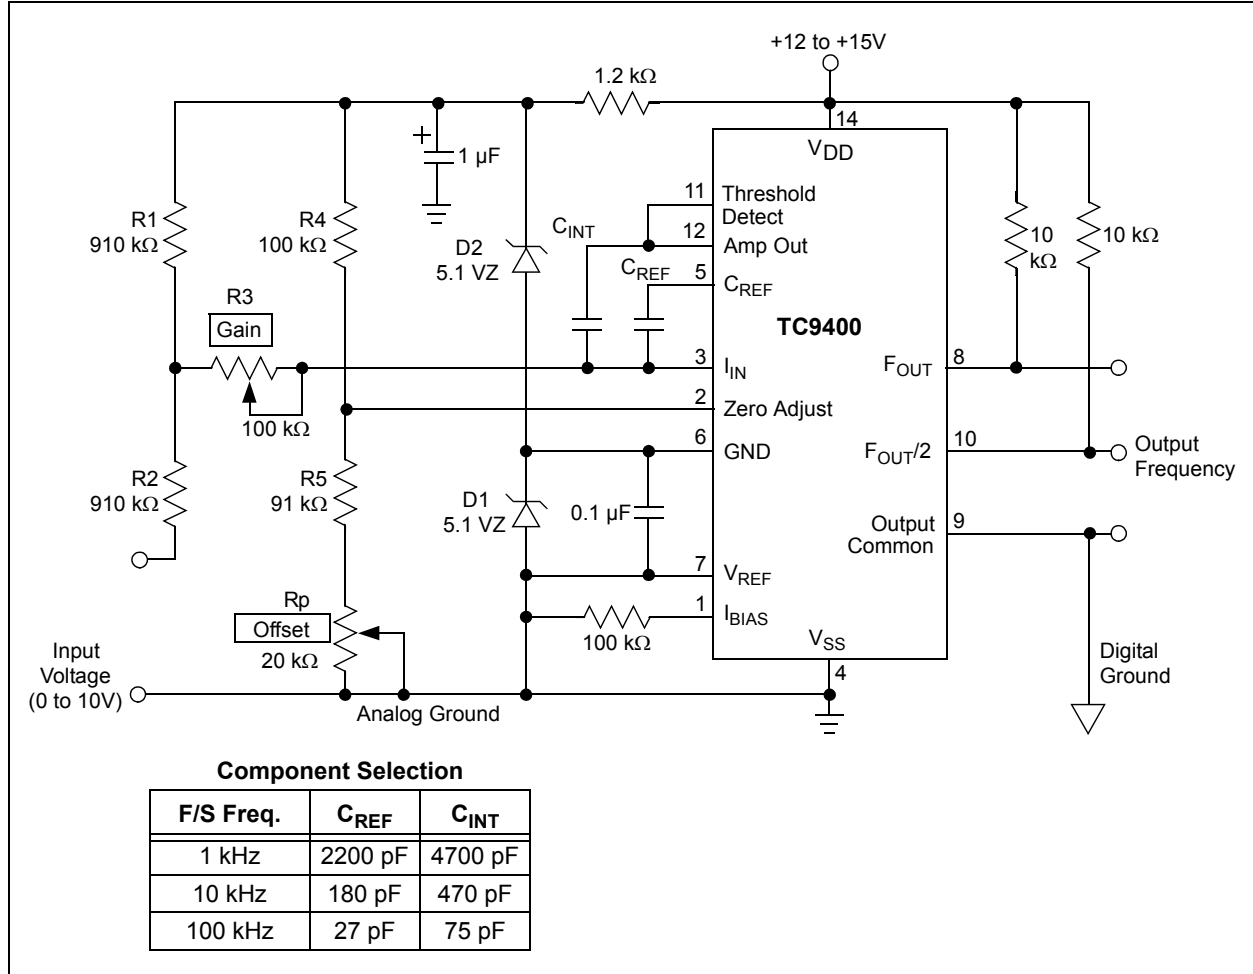 +12 to +15V
1.2 kΩ
14
V_DD
+
1 µF
R1
910 kΩ
R4
100 kΩ
D2
5.1 VZ
C_INT
C_REF
11
Threshold
Detect
12
Amp Out
5
C_REF
TC9400
10
kΩ
10 kΩ
R3
Gain
100 kΩ
3
I_IN
2
Zero Adjust
6
GND
F_OUT
8
F_OUT/2
10
Output
Frequency
R2
910 kΩ
R5
91 kΩ
D1
5.1 VZ
0.1 µF
Output
Common
9
7
V_REF
1
I_BIAS
100 kΩ
V_SS
4
Rp
Offset
20 kΩ
Input
Voltage
(0 to 10V)
Analog Ground
Digital
Ground
Component Selection
F/S Freq. C_REF C_INT
1 kHz 2200 pF 4700 pF
10 kHz 180 pF 470 pF
100 kHz 27 pF 75 pF